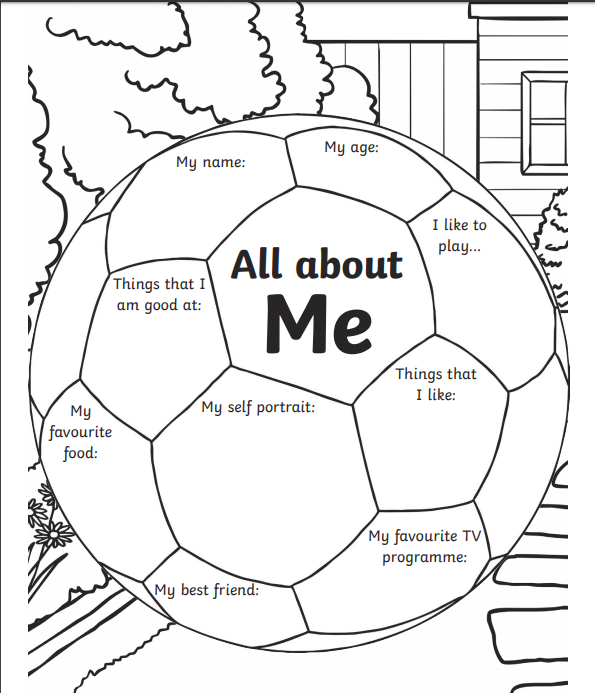 My name:
My age:
I like to
play...
All about
Me
Things that I
am good at:
Things that
I like:
My self portrait:
My
favourite
food:
My favourite TV
programme:
My best friend: